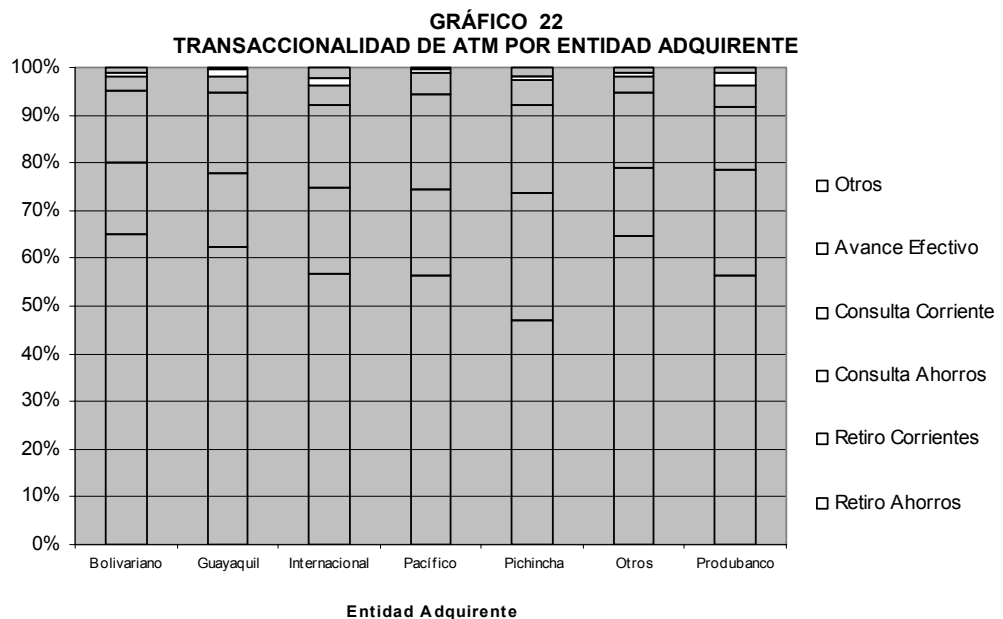 GRÁFICO 22
TRANSACCIONALIDAD DE ATM POR ENTIDAD ADQUIRENTE
100%
90%
80%
70%
60%
50%
40%
30%
20%
10%
0%
Bolivariano Guayaquil Internacional Pacífico Pichincha Otros Produbanco
Entidad Adquirente
Otros
Avance Efectivo
Consulta Corriente
Consulta Ahorros
Retiro Corrientes
Retiro Ahorros